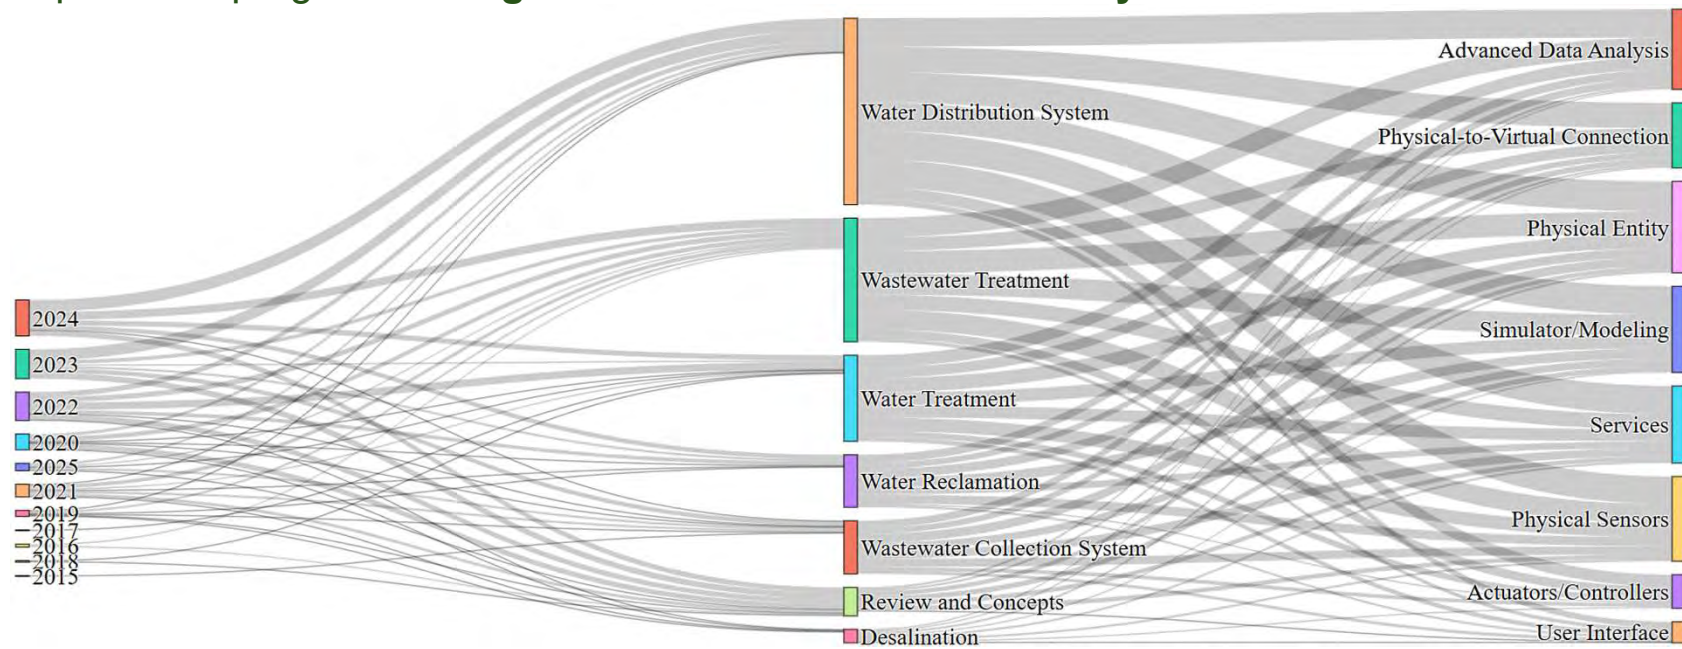 2024
2023
2022
2020
2025
2021
2019
2017
2016
2018
2015
Water Distribution System
Wastewater Treatment
Water Treatment
Water Reclamation
Wastewater Collection System
Review and Concepts
Desalination
Advanced Data Analysis
Physical-to-Virtual Connection
Physical Entity
Simulator/Modeling
Services
Physical Sensors
Actuators/Controllers
User Interface